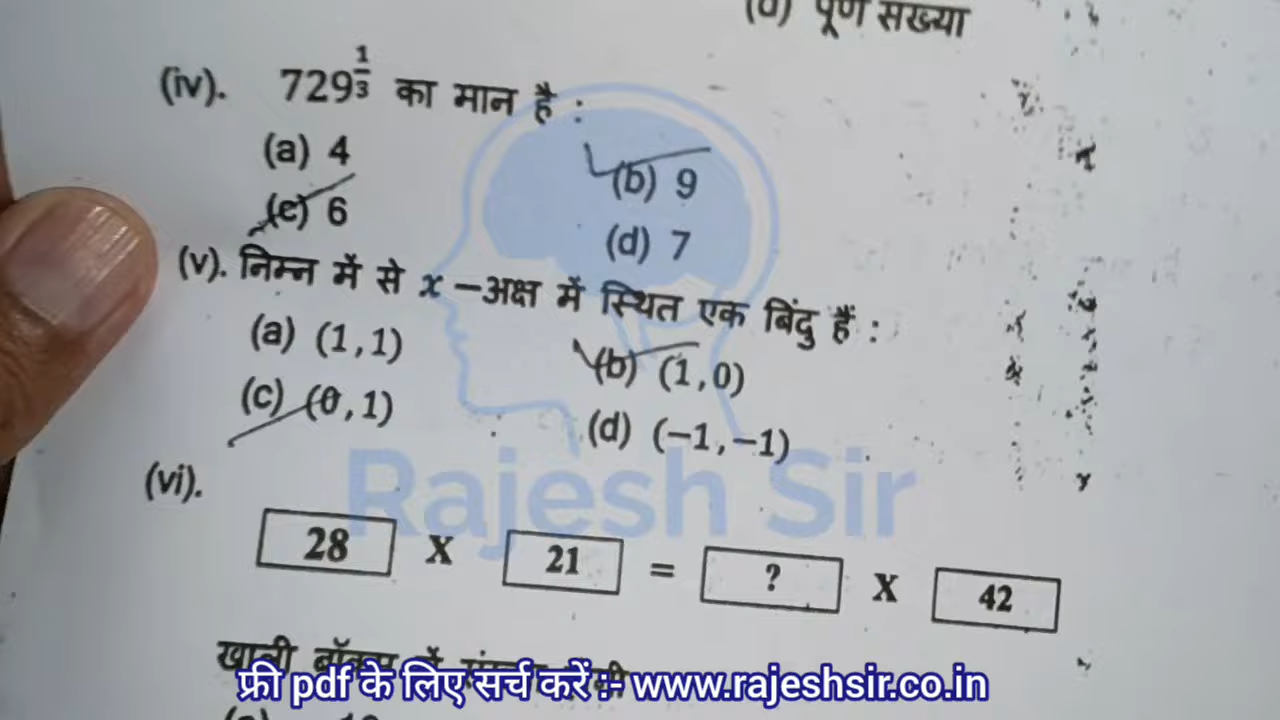 (d) पूर्ण संख्या
(iv). 729^{1/3} का मान है :
(a) 4
(b) 9
(c) 6
(d) 7
(v). निम्न में से x –अक्ष में स्थित एक बिंदु हैं :
(a) (1,1)
(b) (1,0)
(c) (0,1)
(d) (−1,−1)
Rajesh Sir
(vi).
28 X 21 = ? X 42
खाली बॉक्स में
फ्री pdf के लिए सर्च करें :- www.rajeshsir.co.in